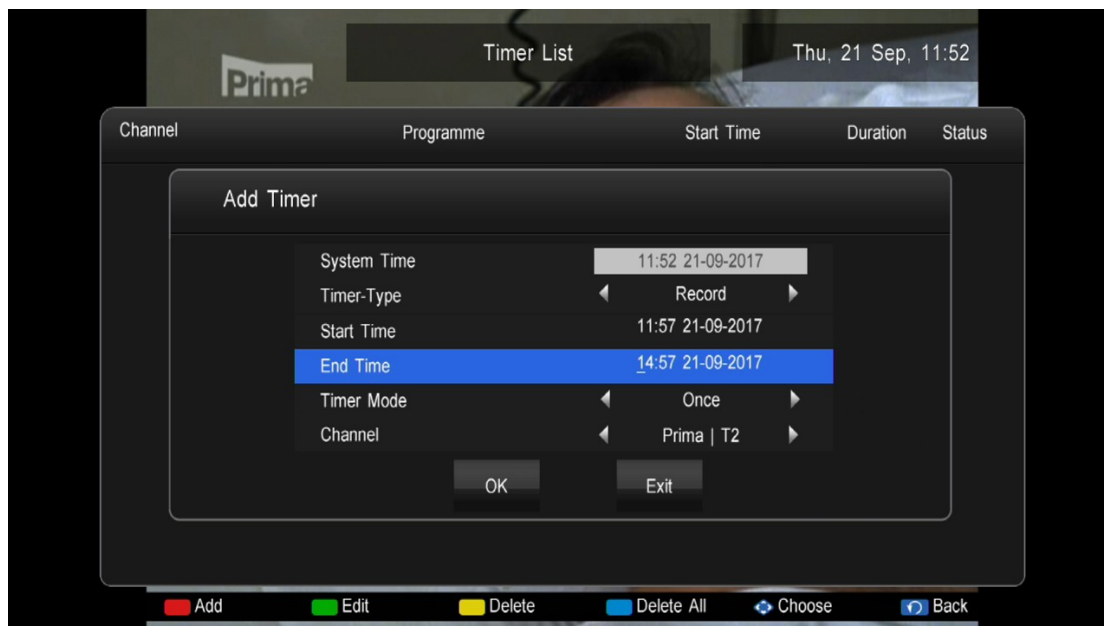 Prima
Timer List
Thu, 21 Sep, 11:52
Channel Programme Start Time Duration Status
Add Timer
System Time 11:52 21-09-2017
Timer-Type Record
Start Time 11:57 21-09-2017
End Time 14:57 21-09-2017
Timer Mode Once
Channel Prima | T2
OK Exit
Add Edit Delete Delete All Choose Back